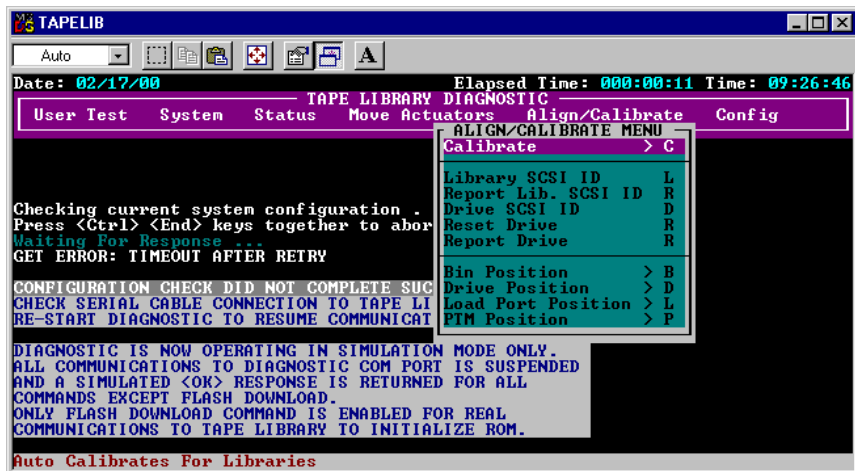 TAPELIB
Auto
A
Date: 02/17/00 Elapsed Time: 000:00:11 Time: 09:26:46
TAPE LIBRARY DIAGNOSTIC
User Test System Status Move Actuators Align/Calibrate Config
ALIGN/CALIBRATE MENU
Calibrate > C
Library SCSI ID L
Report Lib. SCSI ID R
Drive SCSI ID D
Reset Drive R
Report Drive R
Bin Position > B
Drive Position > D
Load Port Position > L
PTM Position > P
Checking current system configuration .
Press <Ctrl> <End> keys together to abor
Waiting For Response ...
GET ERROR: TIMEOUT AFTER RETRY
CONFIGURATION CHECK DID NOT COMPLETE SUC
CHECK SERIAL CABLE CONNECTION TO TAPE LI
RE-START DIAGNOSTIC TO RESUME COMMUNICAT
DIAGNOSTIC IS NOW OPERATING IN SIMULATION MODE ONLY.
ALL COMMUNICATIONS TO DIAGNOSTIC COM PORT IS SUSPENDED
AND A SIMULATED <OK> RESPONSE IS RETURNED FOR ALL
COMMANDS EXCEPT FLASH DOWNLOAD.
ONLY FLASH DOWNLOAD COMMAND IS ENABLED FOR REAL
COMMUNICATIONS TO TAPE LIBRARY TO INITIALIZE ROM.
Auto Calibrates For Libraries